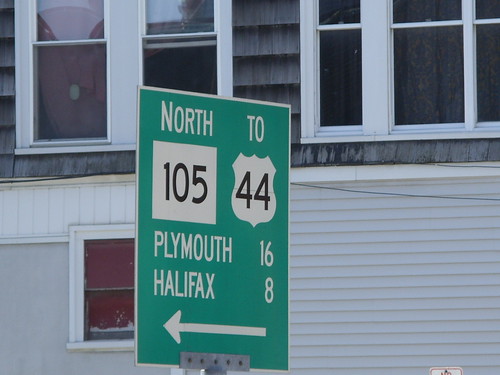 NORTH TO
105 44
PLYMOUTH 16
HALIFAX 8